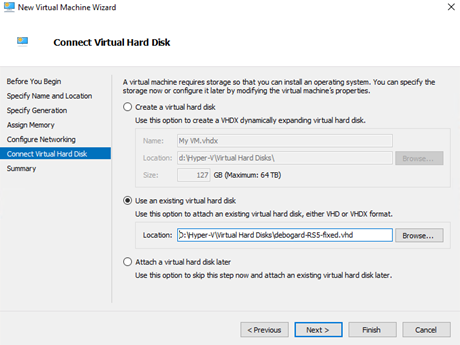 New Virtual Machine Wizard
Connect Virtual Hard Disk
Before You Begin
Specify Name and Location
Specify Generation
Assign Memory
Configure Networking
Connect Virtual Hard Disk
Summary
A virtual machine requires storage so that you can install an operating system. You can specify the
storage now or configure it later by modifying the virtual machine's properties.
Create a virtual hard disk
Use this option to create a VHDX dynamically expanding virtual hard disk.
Name: My VM.vhdx
Location: d:\Hyper-V\Virtual Hard Disks\ Browse...
Size: 127 GB (Maximum: 64 TB)
Use an existing virtual hard disk
Use this option to attach an existing virtual hard disk, either VHD or VHDX format.
Location: D:\Hyper-V\Virtual Hard Disks\debogard-RS5-fixed.vhd Browse...
Attach a virtual hard disk later
Use this option to skip this step now and attach an existing virtual hard disk later.
< Previous Next > Finish Cancel